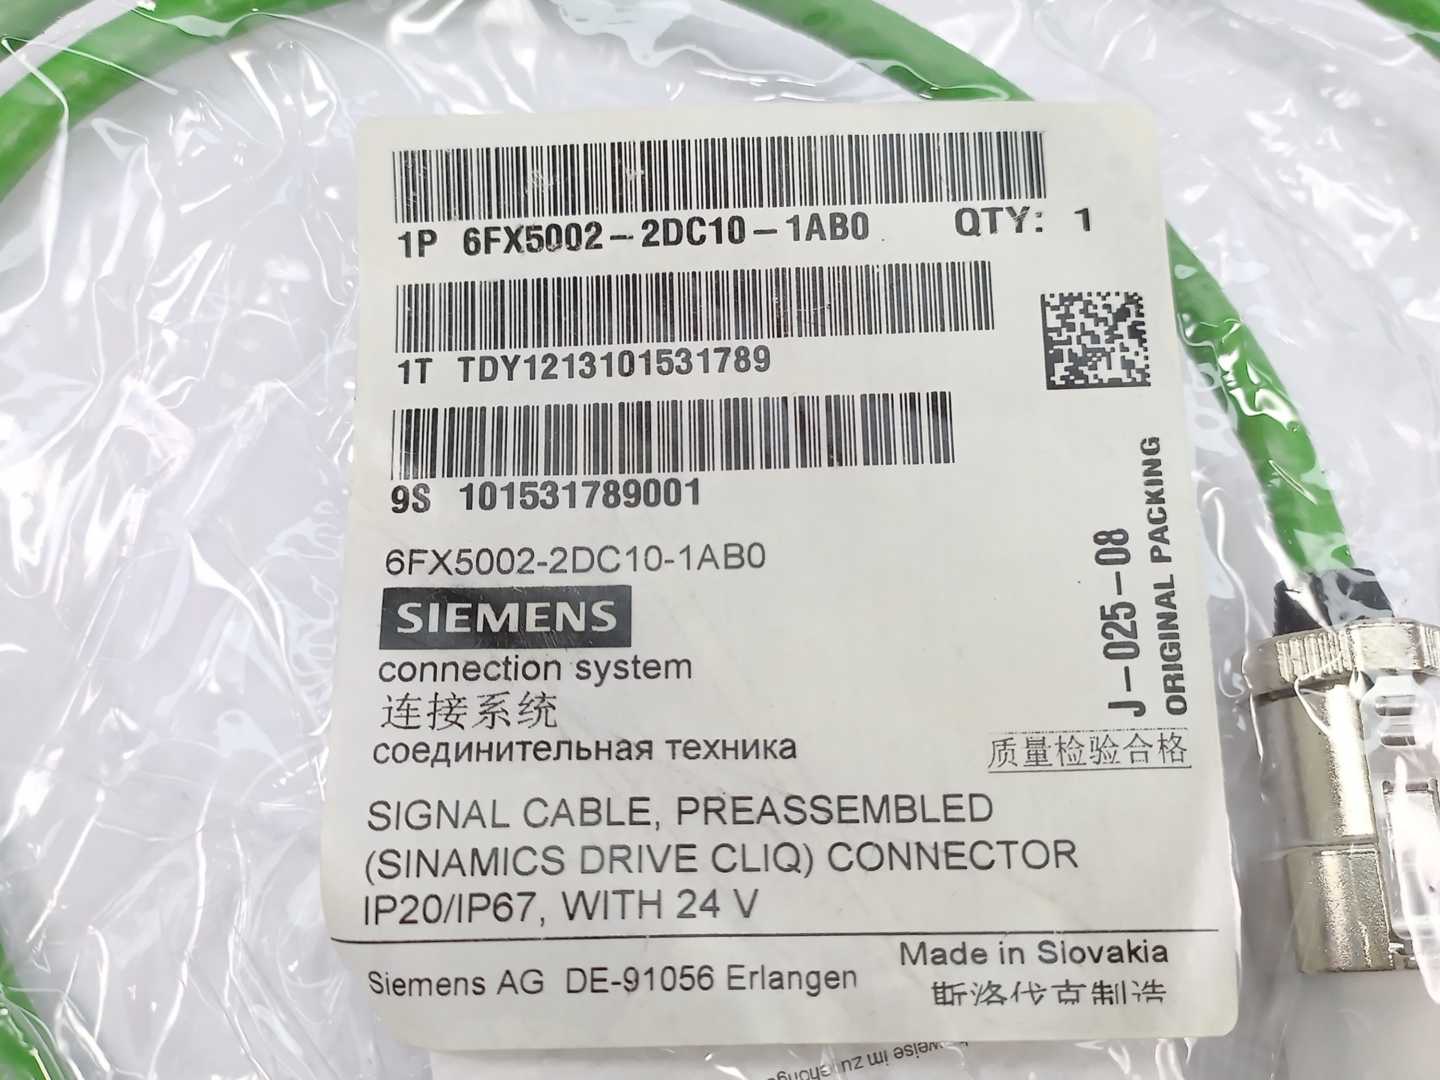 1P 6FX5002-2DC10-1AB0 QTY: 1
1T TDY1213101531789
9S 101531789001
6FX5002-2DC10-1AB0
SIEMENS
connection system
连接系统
соединительная техника
J-025-08
ORIGINAL PACKING
质量检验合格
SIGNAL CABLE, PREASSEMBLED
(SINAMICS DRIVE CLIQ) CONNECTOR
IP20/IP67, WITH 24 V
Siemens AG DE-91056 Erlangen
Made in Slovakia
斯洛伐克制造
im